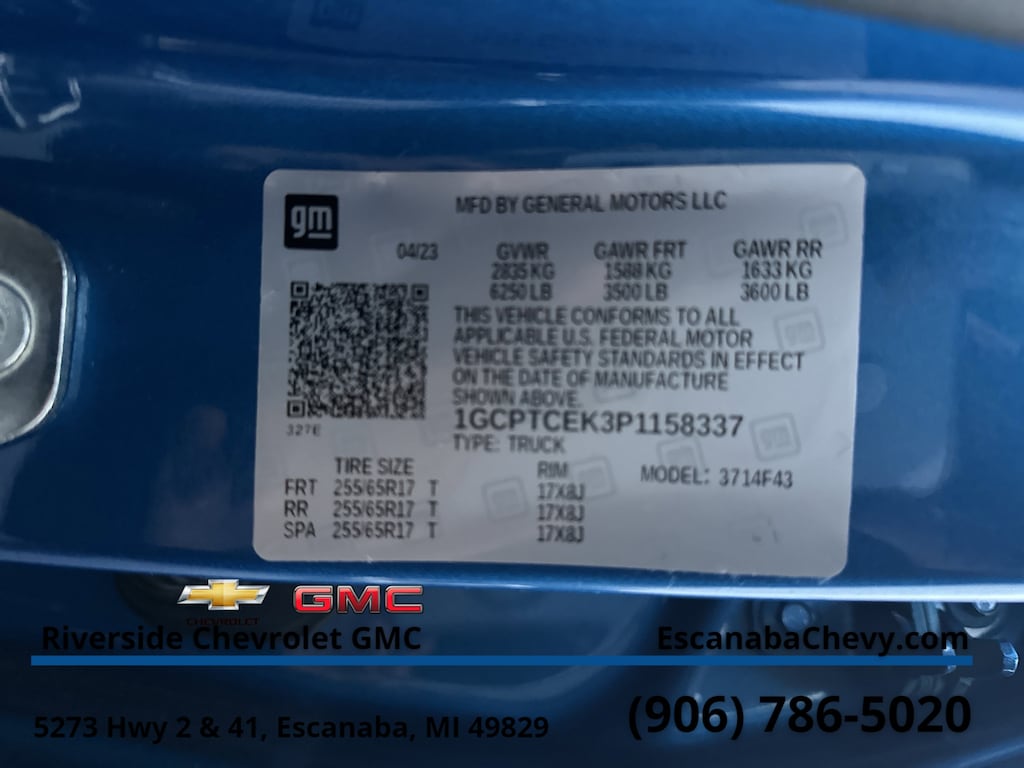 gm
MFD BY GENERAL MOTORS LLC
04/23 GVWR GAWR FRT GAWR RR
2835 KG 1588 KG 1633 KG
6250 LB 3500 LB 3600 LB
THIS VEHICLE CONFORMS TO ALL
APPLICABLE U.S. FEDERAL MOTOR
VEHICLE SAFETY STANDARDS IN EFFECT
ON THE DATE OF MANUFACTURE
SHOWN ABOVE.
327E
1GCPTCEK3P1158337
TYPE: TRUCK
TIRE SIZE RIM MODEL: 3714F43
FRT 255/65R17 T 17X8J
RR 255/65R17 T 17X8J
SPA 255/65R17 T 17X8J
CHEVROLET GMC
Riverside Chevrolet GMC EscanabaChevy.com
5273 Hwy 2 & 41, Escanaba, MI 49829 (906) 786-5020